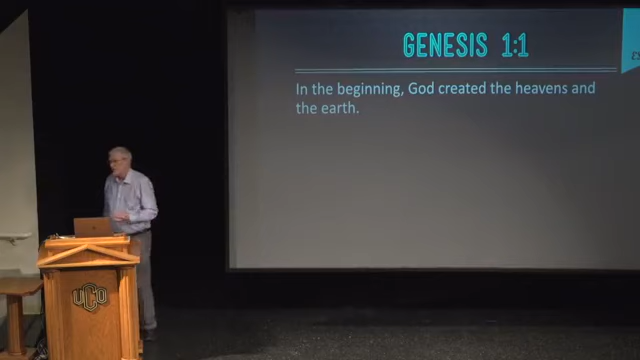 GENESIS 1:1
In the beginning, God created the heavens and
the earth.
UCO